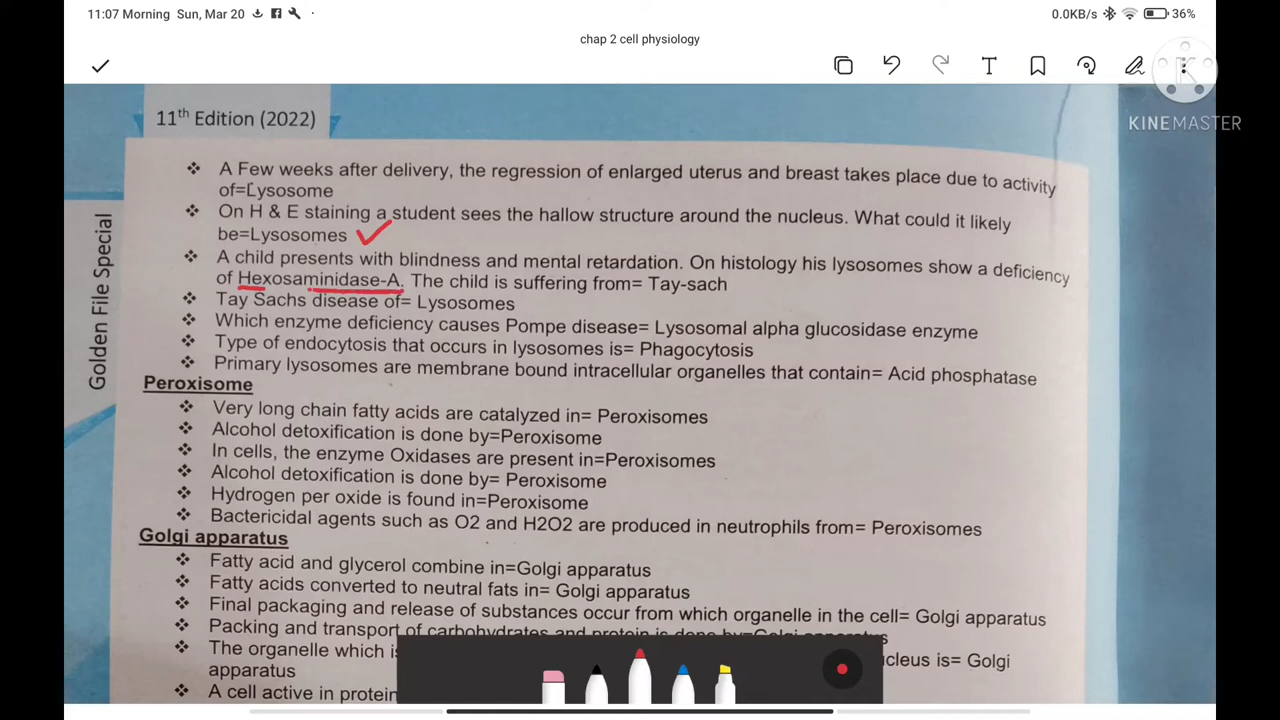 11:07 Morning Sun, Mar 20
0.0KB/s 36%
chap 2 cell physiology
KINEMASTER
11th Edition (2022)
Golden File Special
❖ A Few weeks after delivery, the regression of enlarged uterus and breast takes place due to activity
of=Lysosome
❖ On H & E staining a student sees the hallow structure around the nucleus. What could it likely
be=Lysosomes
❖ A child presents with blindness and mental retardation. On histology his lysosomes show a deficiency
of Hexosaminidase-A. The child is suffering from= Tay-sach
❖ Tay Sachs disease of= Lysosomes
❖ Which enzyme deficiency causes Pompe disease= Lysosomal alpha glucosidase enzyme
❖ Type of endocytosis that occurs in lysosomes is= Phagocytosis
❖ Primary lysosomes are membrane bound intracellular organelles that contain= Acid phosphatase
Peroxisome
❖ Very long chain fatty acids are catalyzed in= Peroxisomes
❖ Alcohol detoxification is done by=Peroxisome
❖ In cells, the enzyme Oxidases are present in=Peroxisomes
❖ Alcohol detoxification is done by= Peroxisome
❖ Hydrogen per oxide is found in=Peroxisome
❖ Bactericidal agents such as O2 and H2O2 are produced in neutrophils from= Peroxisomes
Golgi apparatus
❖ Fatty acid and glycerol combine in=Golgi apparatus
❖ Fatty acids converted to neutral fats in= Golgi apparatus
❖ Final packaging and release of substances occur from which organelle in the cell= Golgi apparatus
❖ Packing and transport of carbohydrates and protein is done by=Golgi apparatus
❖ The organelle which is ucleus is= Golgi
apparatus
❖ A cell active in protein